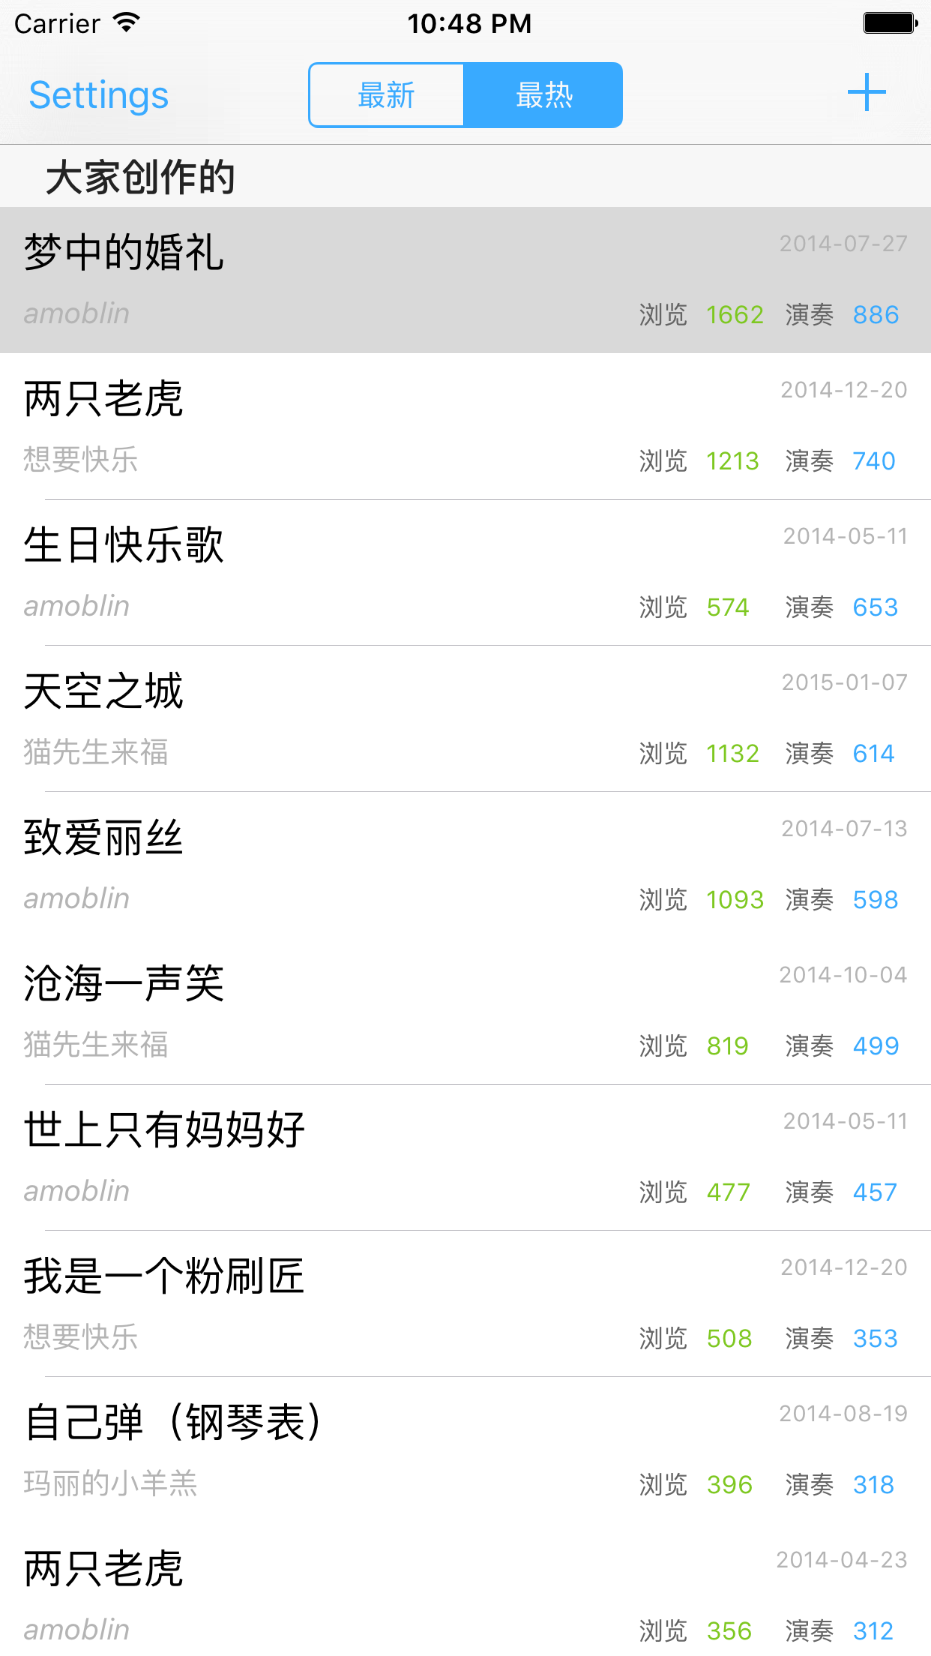 Carrier 10:48 PM
Settings 最新 最热 +
大家创作的
梦中的婚礼 2014-07-27
amoblin 浏览 1662 演奏 886
两只老虎 2014-12-20
想要快乐 浏览 1213 演奏 740
生日快乐歌 2014-05-11
amoblin 浏览 574 演奏 653
天空之城 2015-01-07
猫先生来福 浏览 1132 演奏 614
致爱丽丝 2014-07-13
amoblin 浏览 1093 演奏 598
沧海一声笑 2014-10-04
猫先生来福 浏览 819 演奏 499
世上只有妈妈好 2014-05-11
amoblin 浏览 477 演奏 457
我是一个粉刷匠 2014-12-20
想要快乐 浏览 508 演奏 353
自己弹（钢琴表） 2014-08-19
玛丽的小羊羔 浏览 396 演奏 318
两只老虎 2014-04-23
amoblin 浏览 356 演奏 312